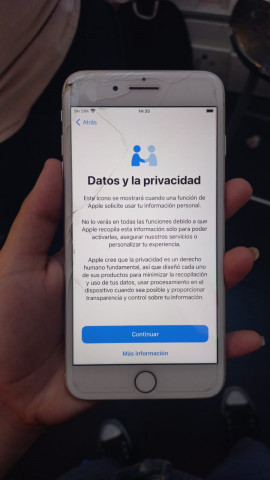 Sin SIM 14:35
Atrás
Datos y la privacidad
Este icono se mostrará cuando una función de
Apple solicite usar tu información personal.
No lo verás en todas las funciones debido a que
Apple recopila esta información solo para poder
activarlas, asegurar nuestros servicios o
personalizar tu experiencia.
Apple cree que la privacidad es un derecho
humano fundamental, así que diseñó cada uno
de sus productos para minimizar la recopilación
y uso de tus datos, usar procesamiento en el
dispositivo cuando sea posible y proporcionar
transparencia y control sobre tu información.
Continuar
Más información